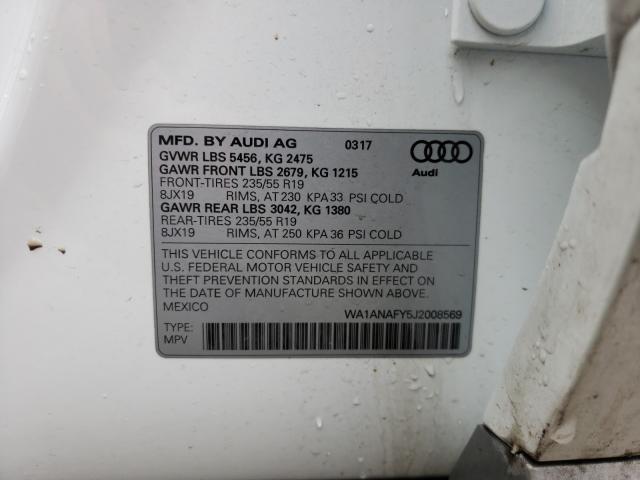 MFD. BY AUDI AG 0317
GVWR LBS 5456, KG 2475
GAWR FRONT LBS 2679, KG 1215
FRONT-TIRES 235/55 R19
8JX19 RIMS, AT 230 KPA 33 PSI COLD
GAWR REAR LBS 3042, KG 1380
REAR-TIRES 235/55 R19
8JX19 RIMS, AT 250 KPA 36 PSI COLD
Audi
THIS VEHICLE CONFORMS TO ALL APPLICABLE
U.S. FEDERAL MOTOR VEHICLE SAFETY AND
THEFT PREVENTION STANDARDS IN EFFECT ON
THE DATE OF MANUFACTURE SHOWN ABOVE.
MEXICO WA1ANAFY5J2008569
TYPE:
MPV